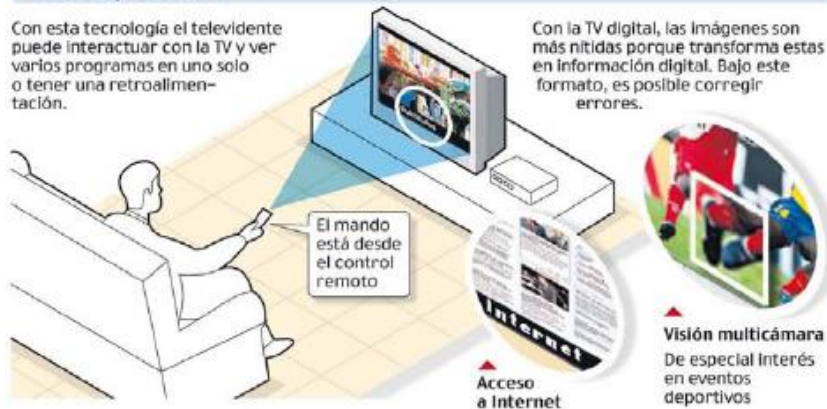 Con esta tecnología el televidente
puede interactuar con la TV y ver
varios programas en uno solo
o tener una retroalimen-
tación.
Con la TV digital, las imágenes son
más nítidas porque transforma estas
en información digital. Bajo este
formato, es posible corregir
errores.
El mando
está desde
el control
remoto
Internet
Acceso
a Internet
Visión multicámara
De especial interés
en eventos
deportivos